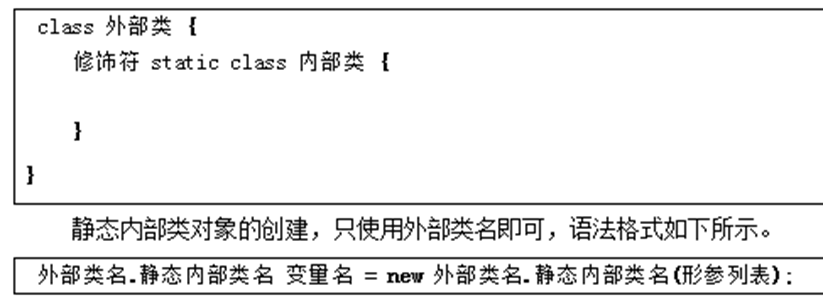 class 外部类 {
修饰符 static class 内部类 {
}
}
静态内部类对象的创建，只使用外部类名即可，语法格式如下所示。
外部类名.静态内部类名 变量名 = new 外部类名.静态内部类名(形参列表);